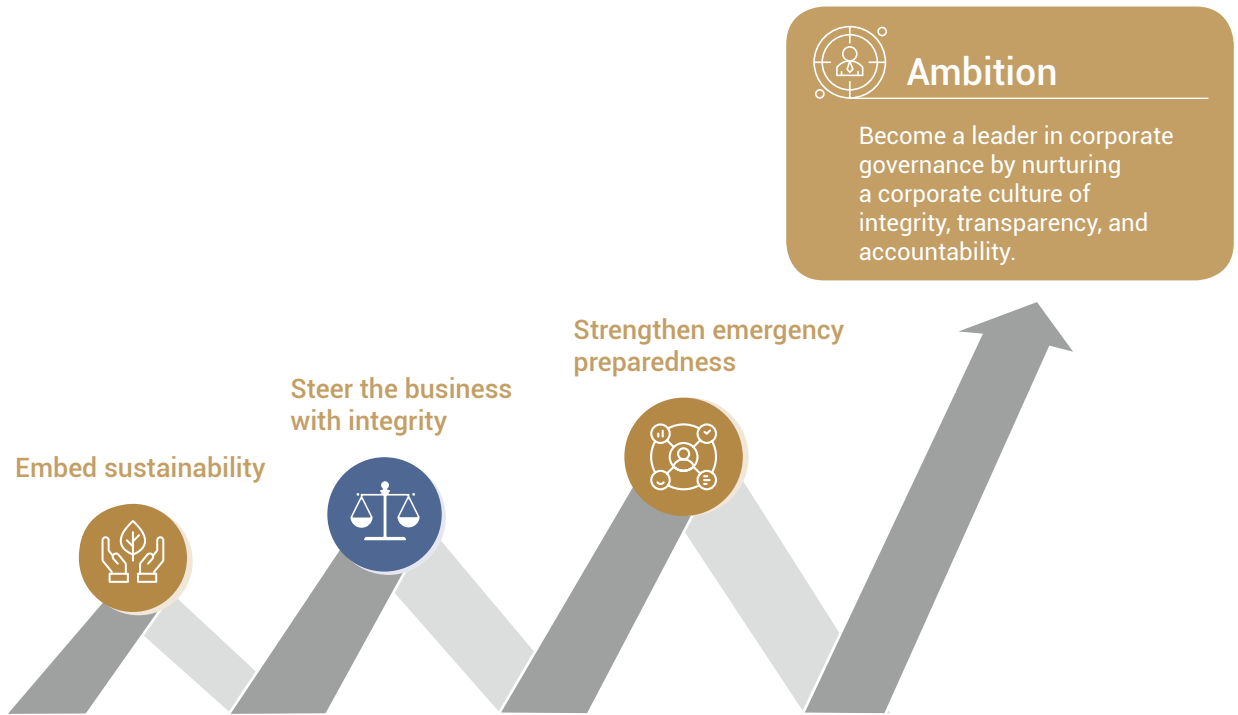 Ambition
Become a leader in corporate
governance by nurturing
a corporate culture of
integrity, transparency, and
accountability.
Strengthen emergency
preparedness
Steer the business
with integrity
Embed sustainability